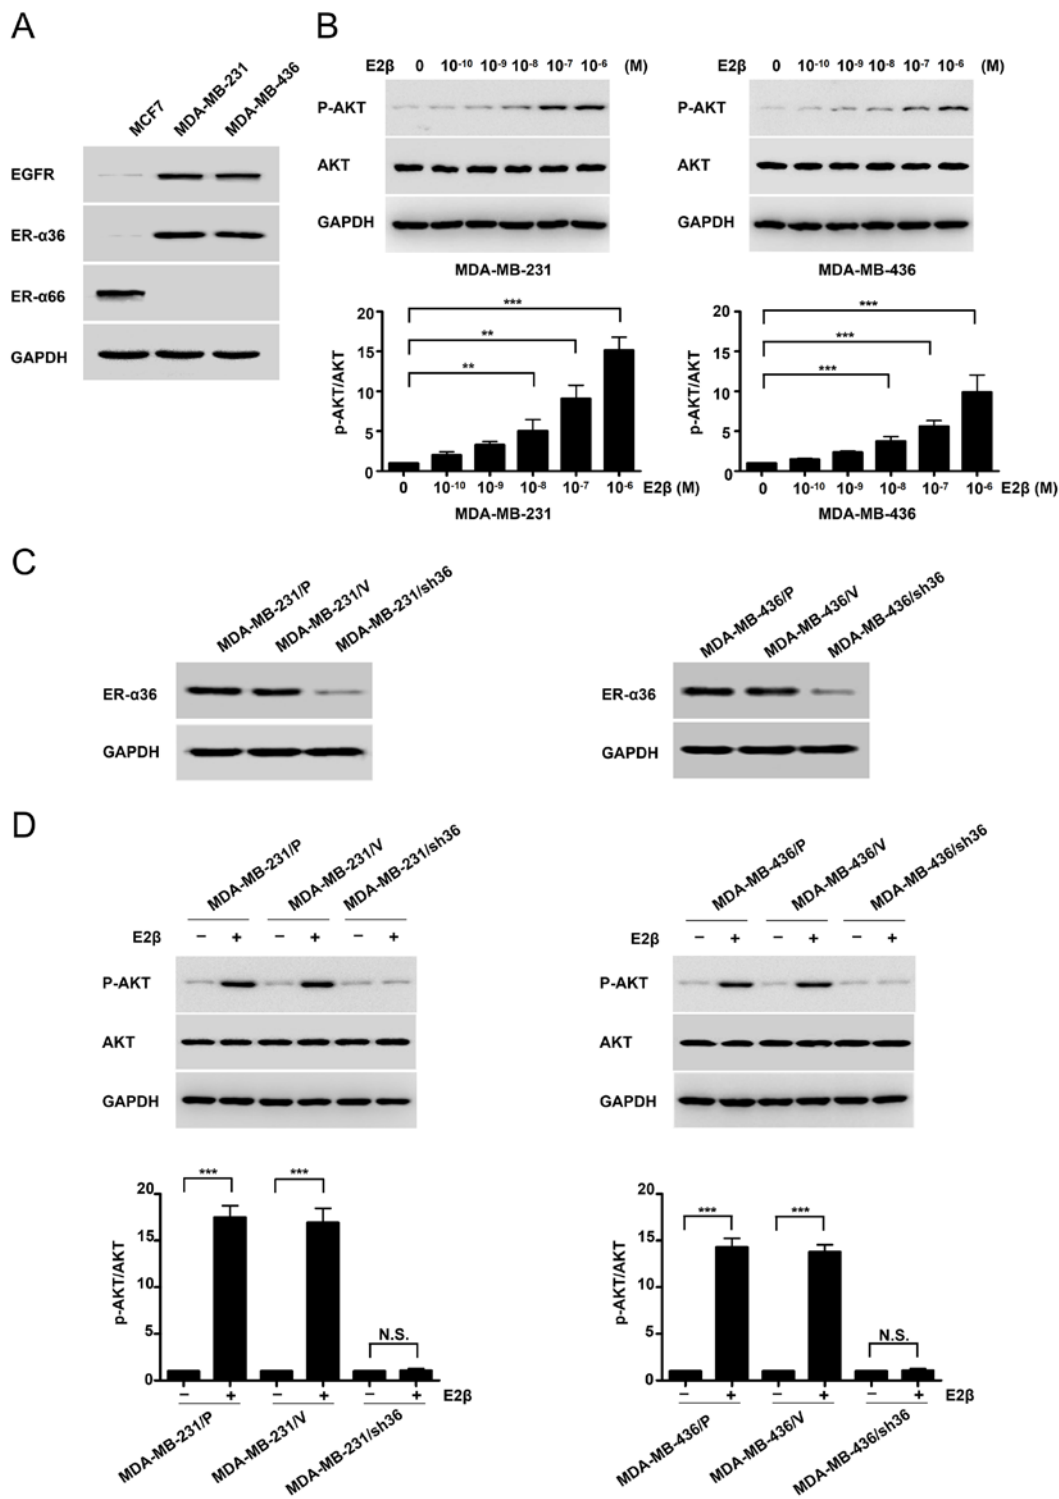 A
MCF7
MDA-MB-231
MDA-MB-436
EGFR
ER-α36
ER-α66
GAPDH
B
E2β 0 10⁻¹⁰ 10⁻⁹ 10⁻⁸ 10⁻⁷ 10⁻⁶ (M)
P-AKT
AKT
GAPDH
MDA-MB-231
E2β 0 10⁻¹⁰ 10⁻⁹ 10⁻⁸ 10⁻⁷ 10⁻⁶ (M)
P-AKT
AKT
GAPDH
MDA-MB-436
p-AKT/AKT
20
15
10
5
0
***
**
**
0 10⁻¹⁰ 10⁻⁹ 10⁻⁸ 10⁻⁷ 10⁻⁶ E2β (M)
MDA-MB-231
p-AKT/AKT
20
15
10
5
0
***
***
***
0 10⁻¹⁰ 10⁻⁹ 10⁻⁸ 10⁻⁷ 10⁻⁶ E2β (M)
MDA-MB-436
C
MDA-MB-231/P
MDA-MB-231/V
MDA-MB-231/sh36
ER-α36
GAPDH
MDA-MB-436/P
MDA-MB-436/V
MDA-MB-436/sh36
ER-α36
GAPDH
D
MDA-MB-231/P
MDA-MB-231/V
MDA-MB-231/sh36
E2β − + − + − +
P-AKT
AKT
GAPDH
MDA-MB-436/P
MDA-MB-436/V
MDA-MB-436/sh36
E2β − + − + − +
P-AKT
AKT
GAPDH
p-AKT/AKT
20
15
10
5
0
*** *** N.S.
− + − + − + E2β
MDA-MB-231/P
MDA-MB-231/V
MDA-MB-231/sh36
p-AKT/AKT
20
15
10
5
0
*** *** N.S.
− + − + − + E2β
MDA-MB-436/P
MDA-MB-436/V
MDA-MB-436/sh36